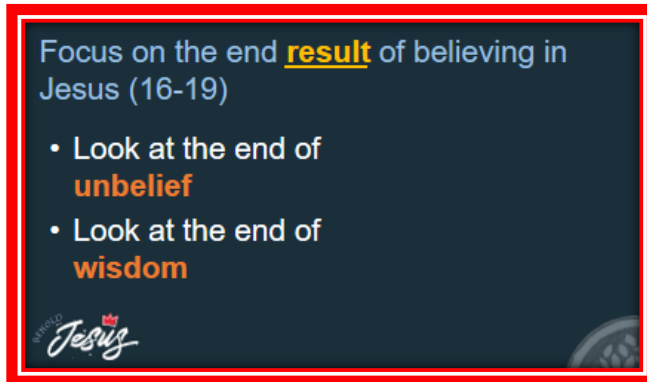 Focus on the end result of believing in
Jesus (16-19)
• Look at the end of
unbelief
• Look at the end of
wisdom
BEHOLD
Jesus